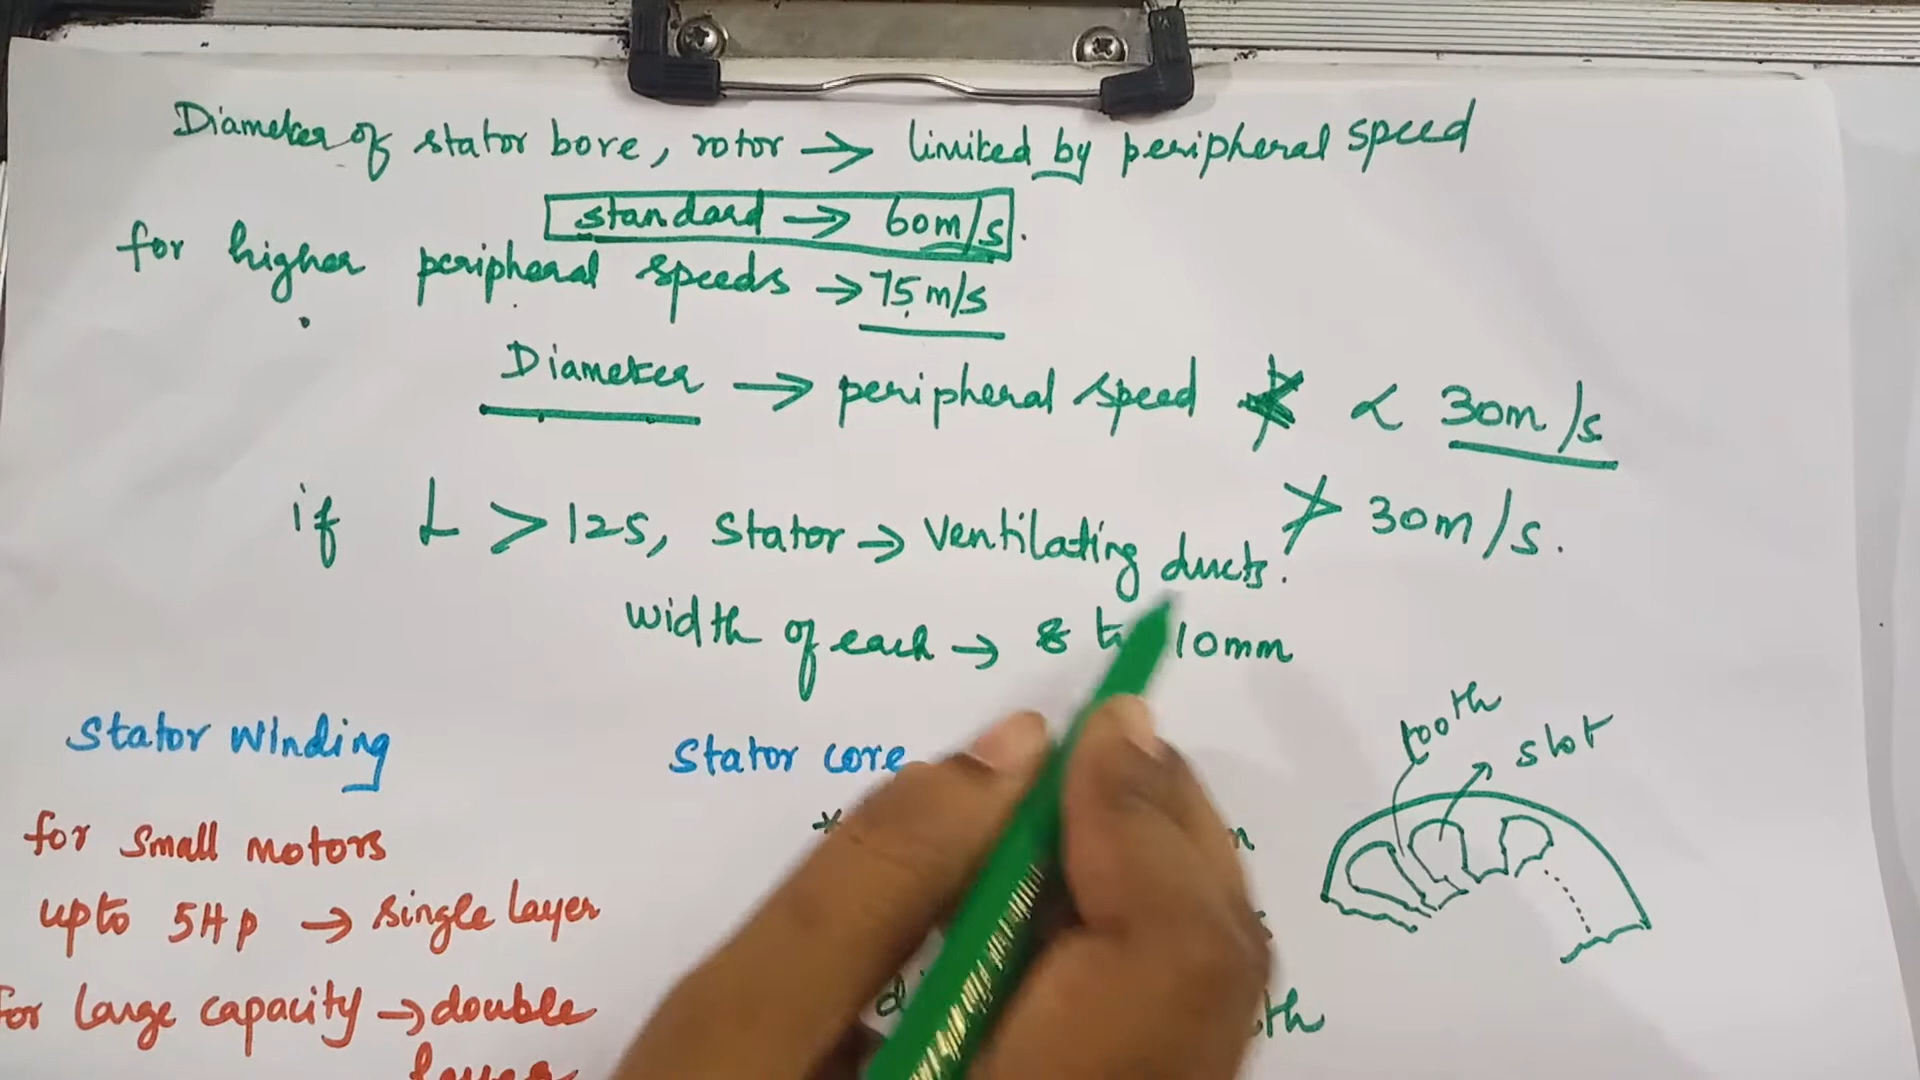 Diameter of stator bore, rotor → limited by peripheral speed
standard → 60m/s.
for higher peripheral speeds → 75m/s
Diameter → peripheral speed < 30m/s
if L > 125, stator → ventilating ducts. ≯ 30m/s.
width of each → 8 to 10mm
tooth
slot
Stator Winding
Stator core
for small motors
upto 5HP → single layer
for large capacity → double
layer